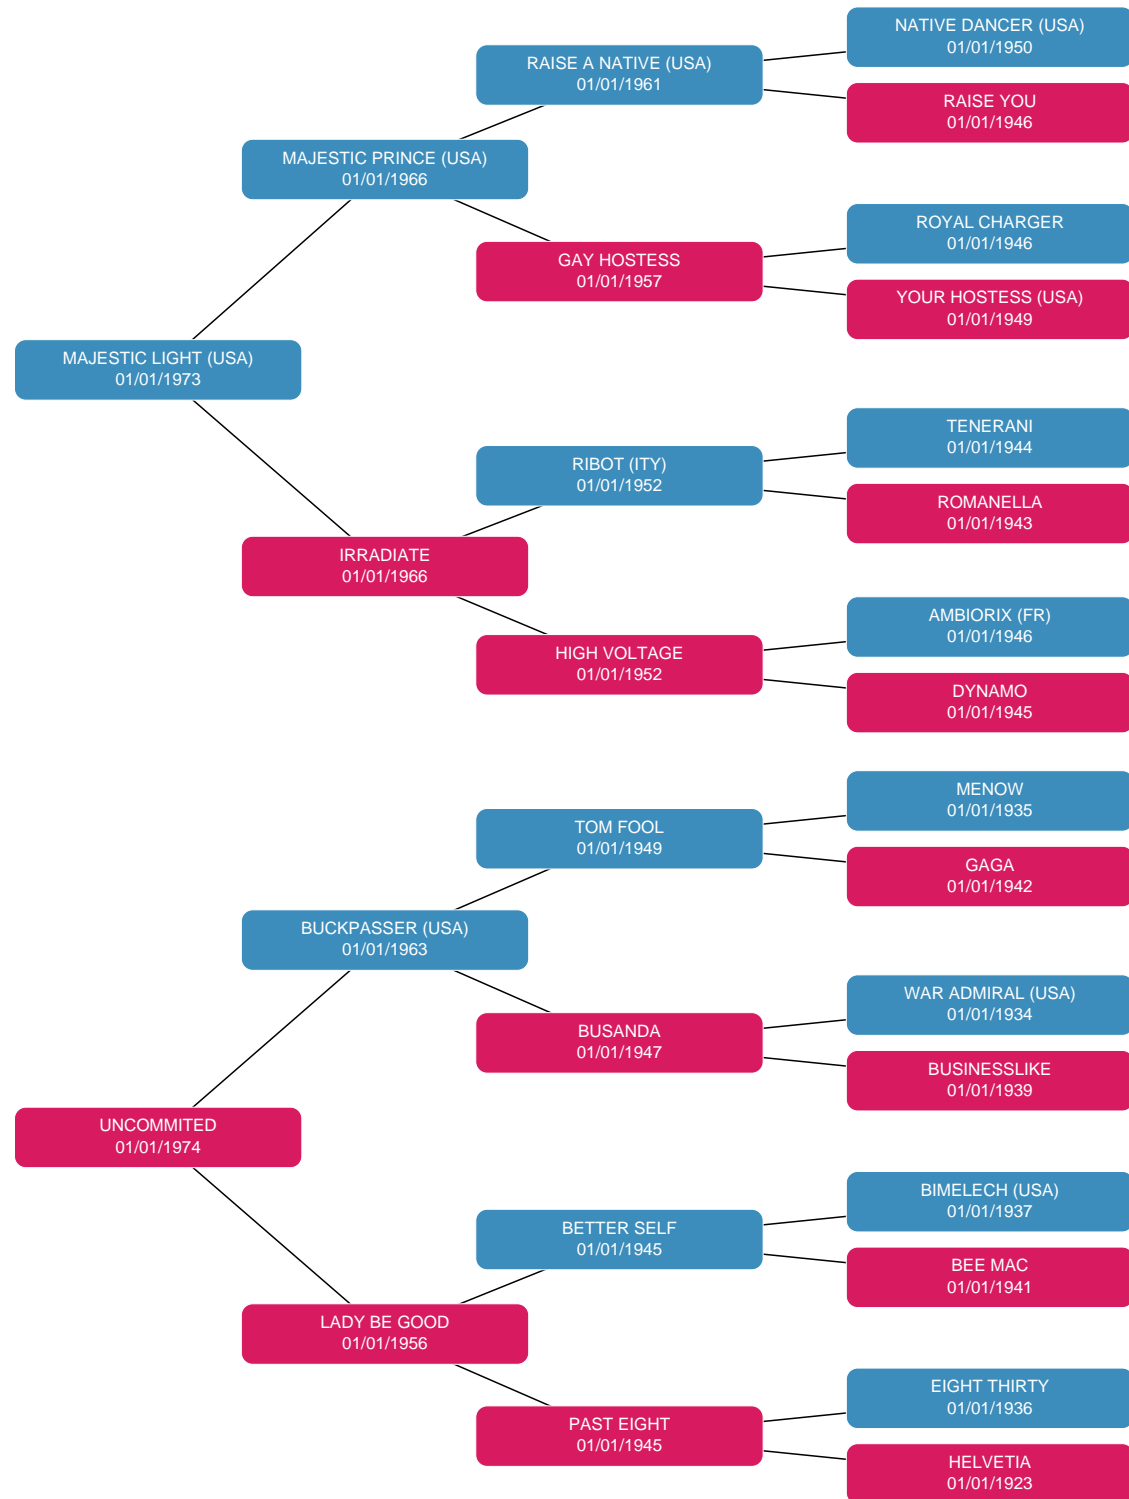 NATIVE DANCER (USA)
01/01/1950
RAISE A NATIVE (USA)
01/01/1961
RAISE YOU
01/01/1946
MAJESTIC PRINCE (USA)
01/01/1966
ROYAL CHARGER
01/01/1946
GAY HOSTESS
01/01/1957
YOUR HOSTESS (USA)
01/01/1949
MAJESTIC LIGHT (USA)
01/01/1973
TENERANI
01/01/1944
RIBOT (ITY)
01/01/1952
ROMANELLA
01/01/1943
IRRADIATE
01/01/1966
AMBIORIX (FR)
01/01/1946
HIGH VOLTAGE
01/01/1952
DYNAMO
01/01/1945
MENOW
01/01/1935
TOM FOOL
01/01/1949
GAGA
01/01/1942
BUCKPASSER (USA)
01/01/1963
WAR ADMIRAL (USA)
01/01/1934
BUSANDA
01/01/1947
BUSINESSLIKE
01/01/1939
UNCOMMITED
01/01/1974
BIMELECH (USA)
01/01/1937
BETTER SELF
01/01/1945
BEE MAC
01/01/1941
LADY BE GOOD
01/01/1956
EIGHT THIRTY
01/01/1936
PAST EIGHT
01/01/1945
HELVETIA
01/01/1923